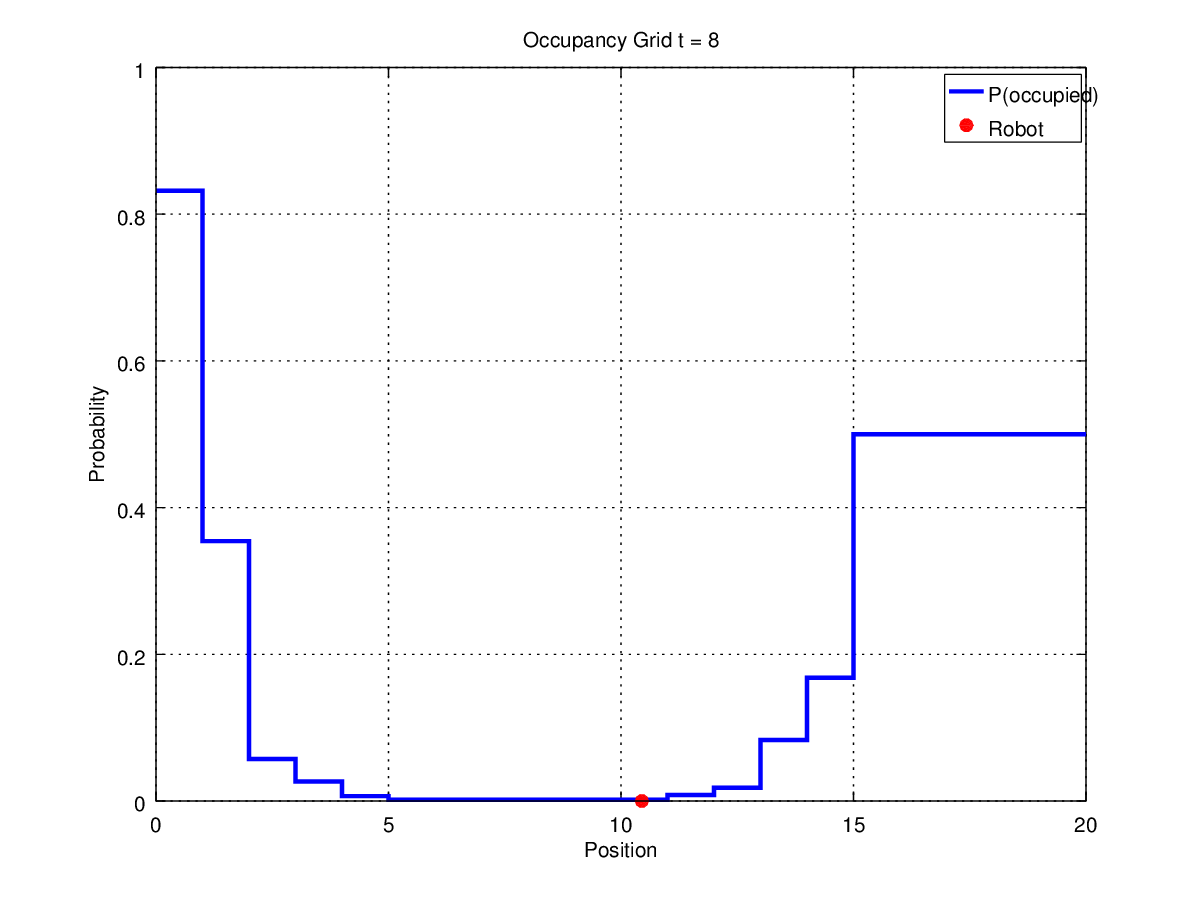 Occupancy Grid t = 8
1
0.8
0.6
0.4
0.2
0
Probability
P(occupied)
Robot
0 5 10 15 20
Position